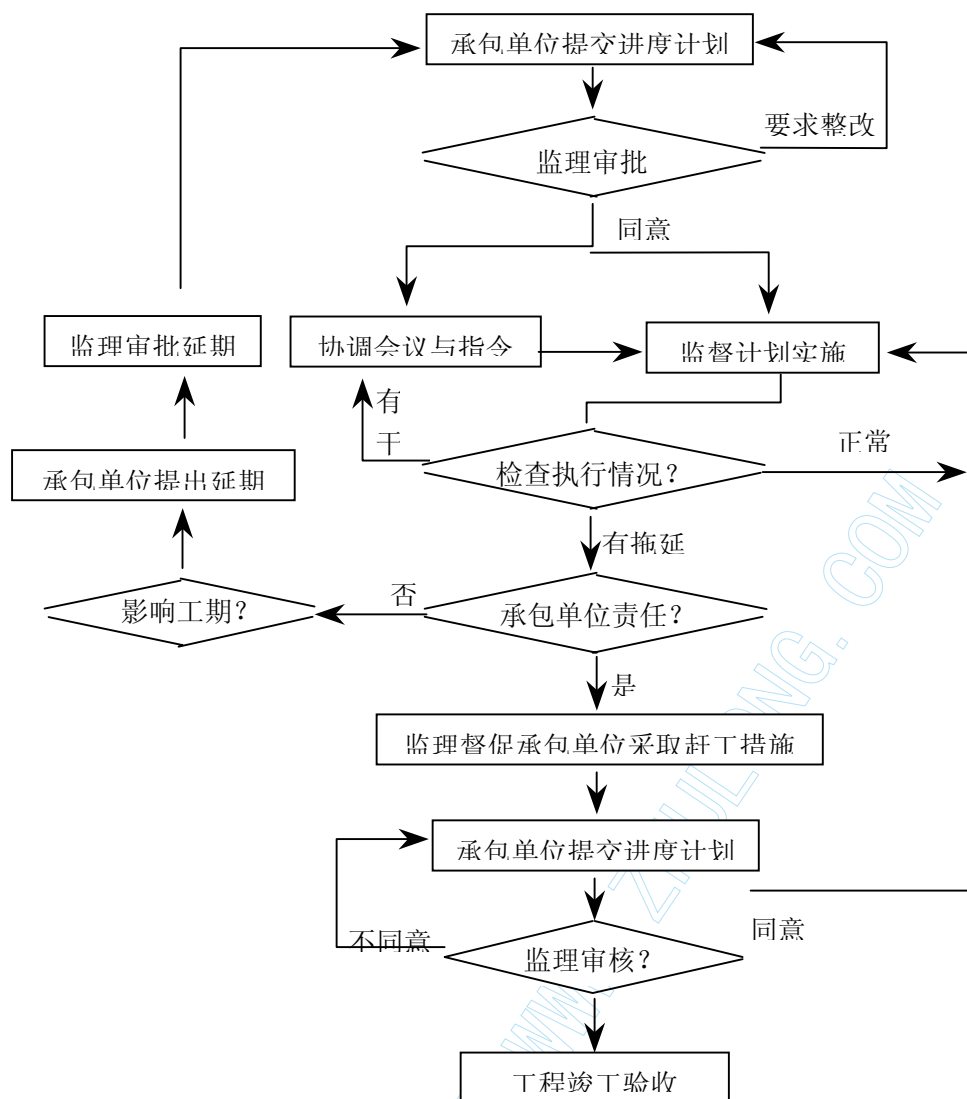 承包单位提交进度计划
要求整改
监理审批
同意
监理审批延期
协调会议与指令
监督计划实施
有
干
正常
承包单位提出延期
检查执行情况？
有拖延
影响工期？
否
承包单位责任？
是
监理督促承包单位采取赶工措施
承包单位提交进度计划
不同意
同意
监理审核？
工程竣工验收